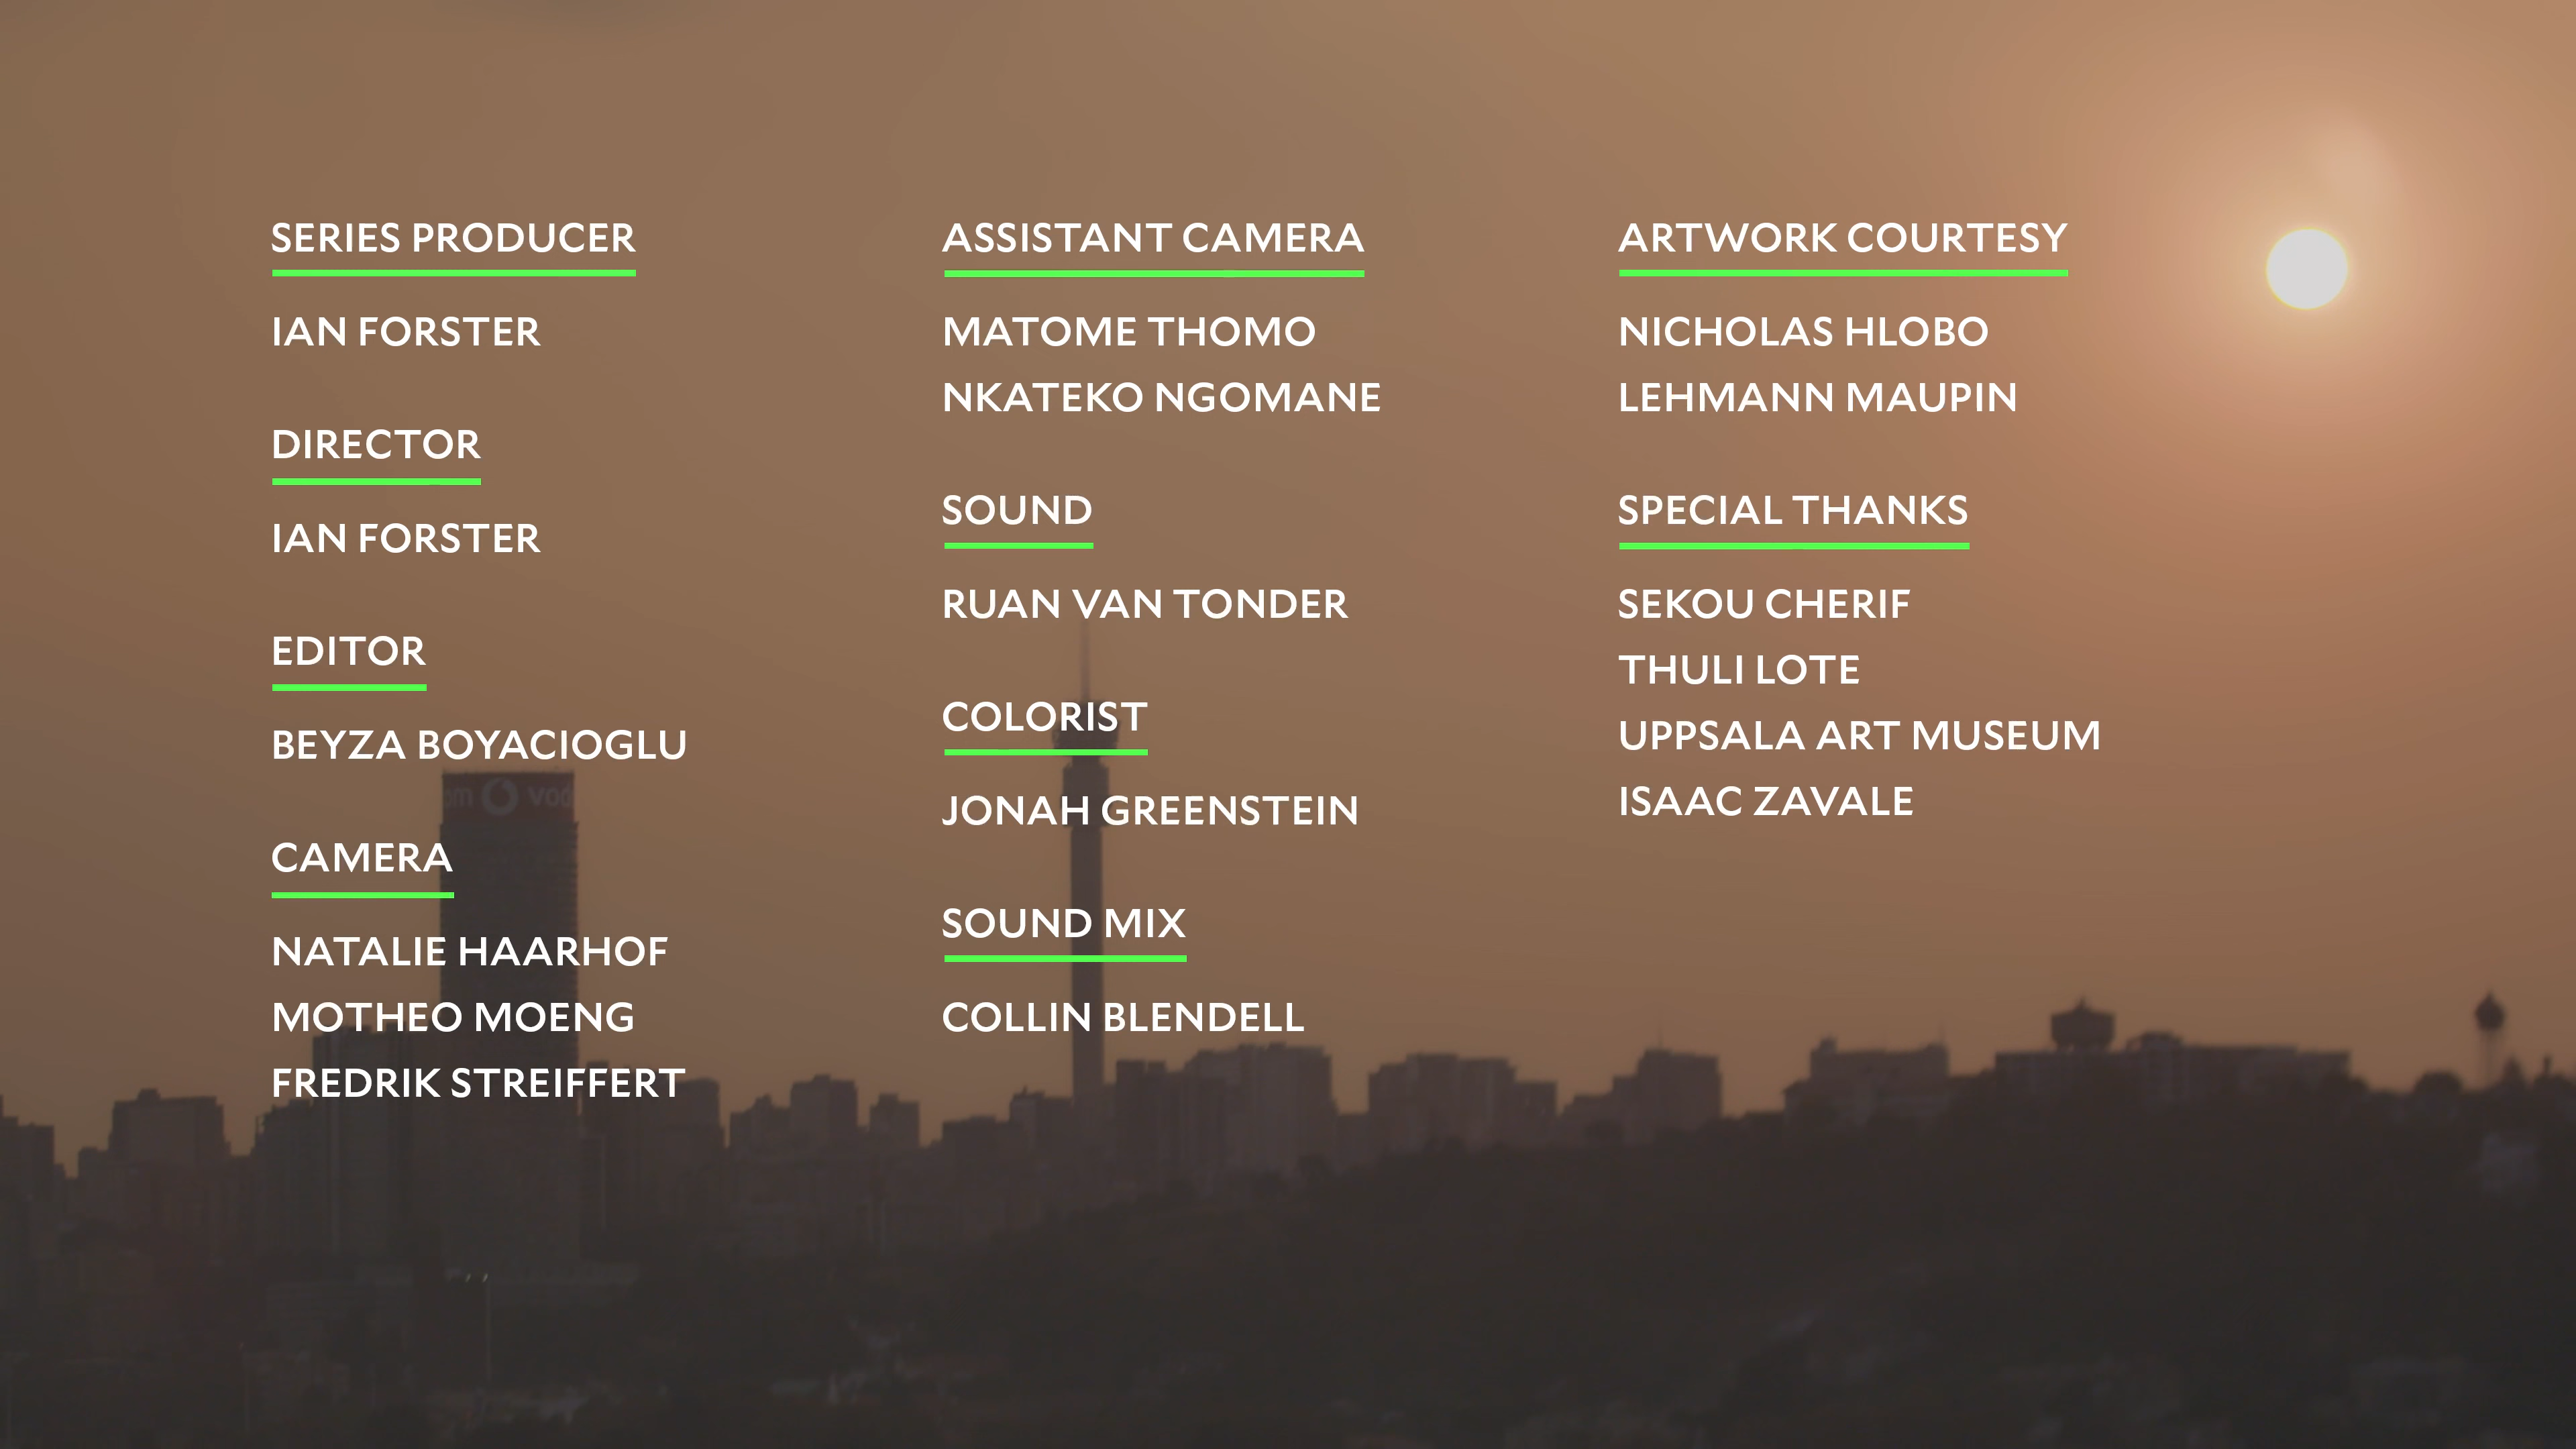 SERIES PRODUCER
IAN FORSTER
DIRECTOR
IAN FORSTER
EDITOR
BEYZA BOYACIOGLU
CAMERA
NATALIE HAARHOF
MOTHEO MOENG
FREDRIK STREIFFERT
ASSISTANT CAMERA
MATOME THOMO
NKATEKO NGOMANE
SOUND
RUAN VAN TONDER
COLORIST
JONAH GREENSTEIN
SOUND MIX
COLLIN BLENDELL
ARTWORK COURTESY
NICHOLAS HLOBO
LEHMANN MAUPIN
SPECIAL THANKS
SEKOU CHERIF
THULI LOTE
UPPSALA ART MUSEUM
ISAAC ZAVALE
om vod